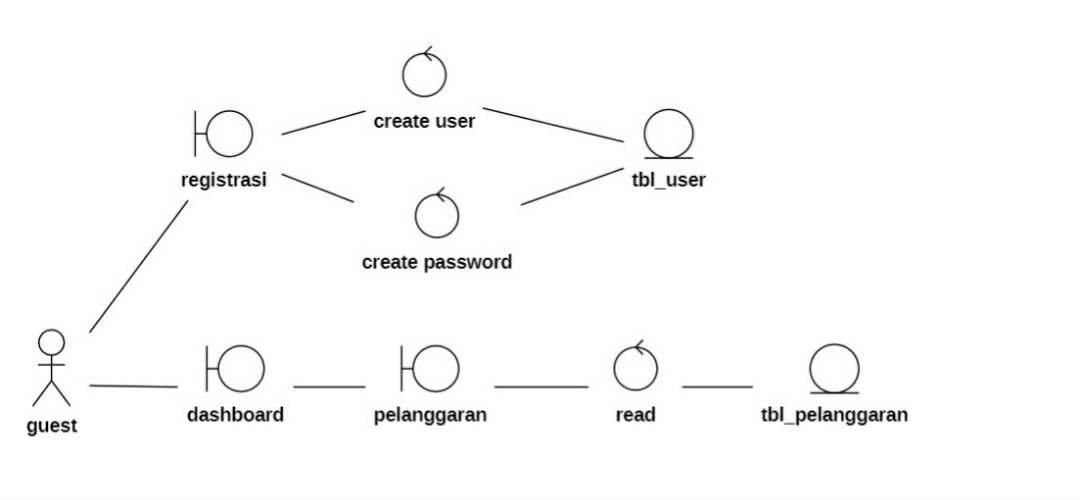 create user
registrasi
tbl_user
create password
guest
dashboard
pelanggaran
read
tbl_pelanggaran